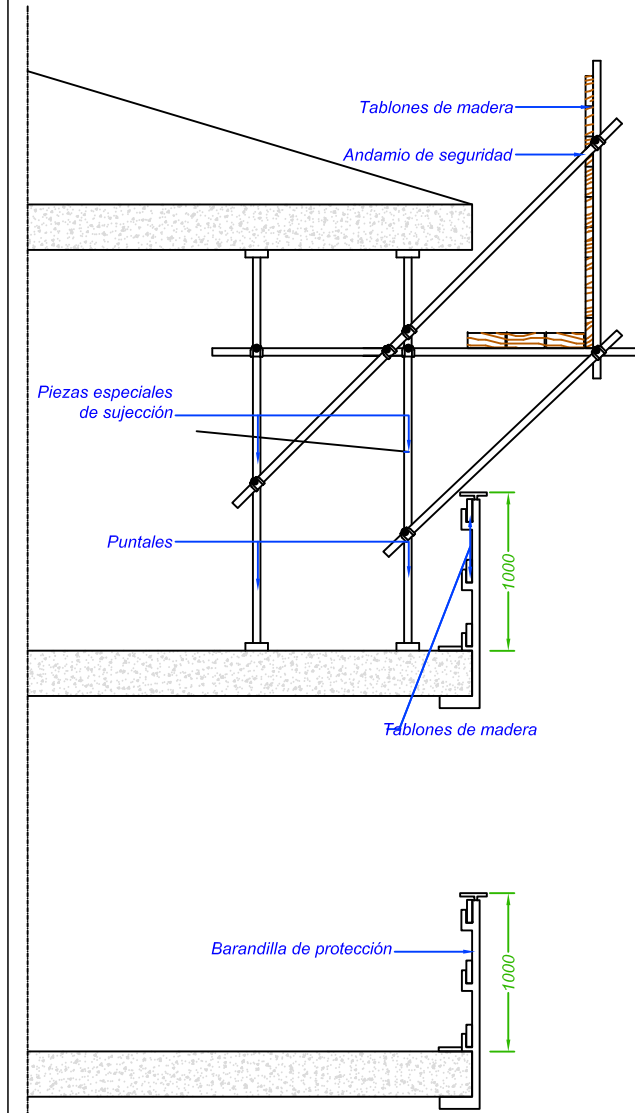 Tablones de madera
Andamio de seguridad
Piezas especiales
de sujección
Puntales
1000
Tablones de madera
Barandilla de protección
1000